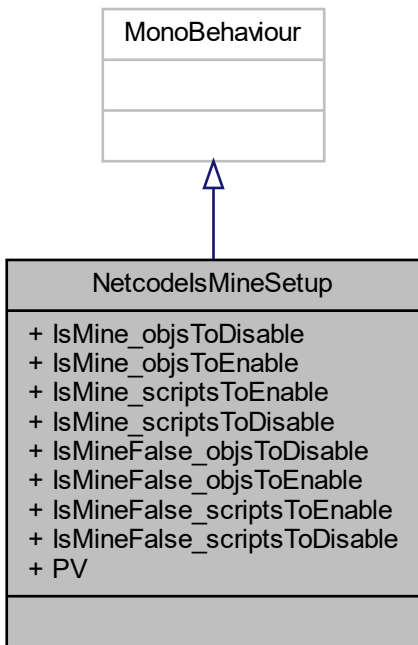 MonoBehaviour
NetcodeIsMineSetup
+ IsMine_objsToDisable
+ IsMine_objsToEnable
+ IsMine_scriptsToEnable
+ IsMine_scriptsToDisable
+ IsMineFalse_objsToDisable
+ IsMineFalse_objsToEnable
+ IsMineFalse_scriptsToEnable
+ IsMineFalse_scriptsToDisable
+ PV